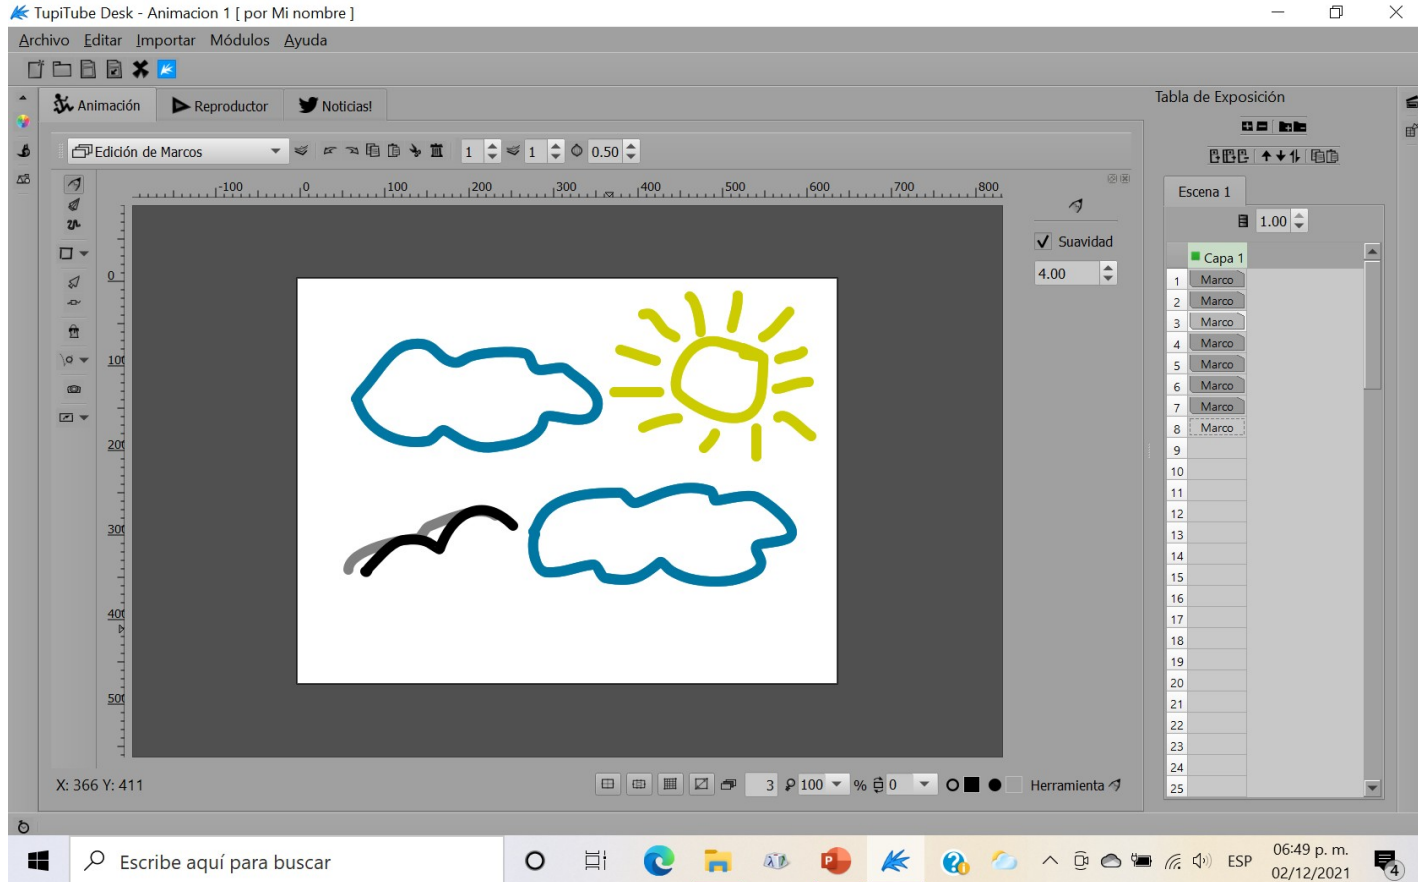 TupiTube Desk - Animacion 1 [ por Mi nombre ]
Archivo Editar Importar Módulos Ayuda
Animación Reproductor Noticias!
Tabla de Exposición
Edición de Marcos 1 1 0.50
-100 0 100 200 300 400 500 600 700 800
Escena 1
1.00
Suavidad
4.00
Capa 1
1 Marco
2 Marco
3 Marco
4 Marco
5 Marco
6 Marco
7 Marco
8 Marco
9
10
11
12
13
14
15
16
17
18
19
20
21
22
23
24
25
0
100
200
300
400
500
X: 366 Y: 411
3 100 % 0 Herramienta
Escribe aquí para buscar
ESP
06:49 p. m.
02/12/2021
4